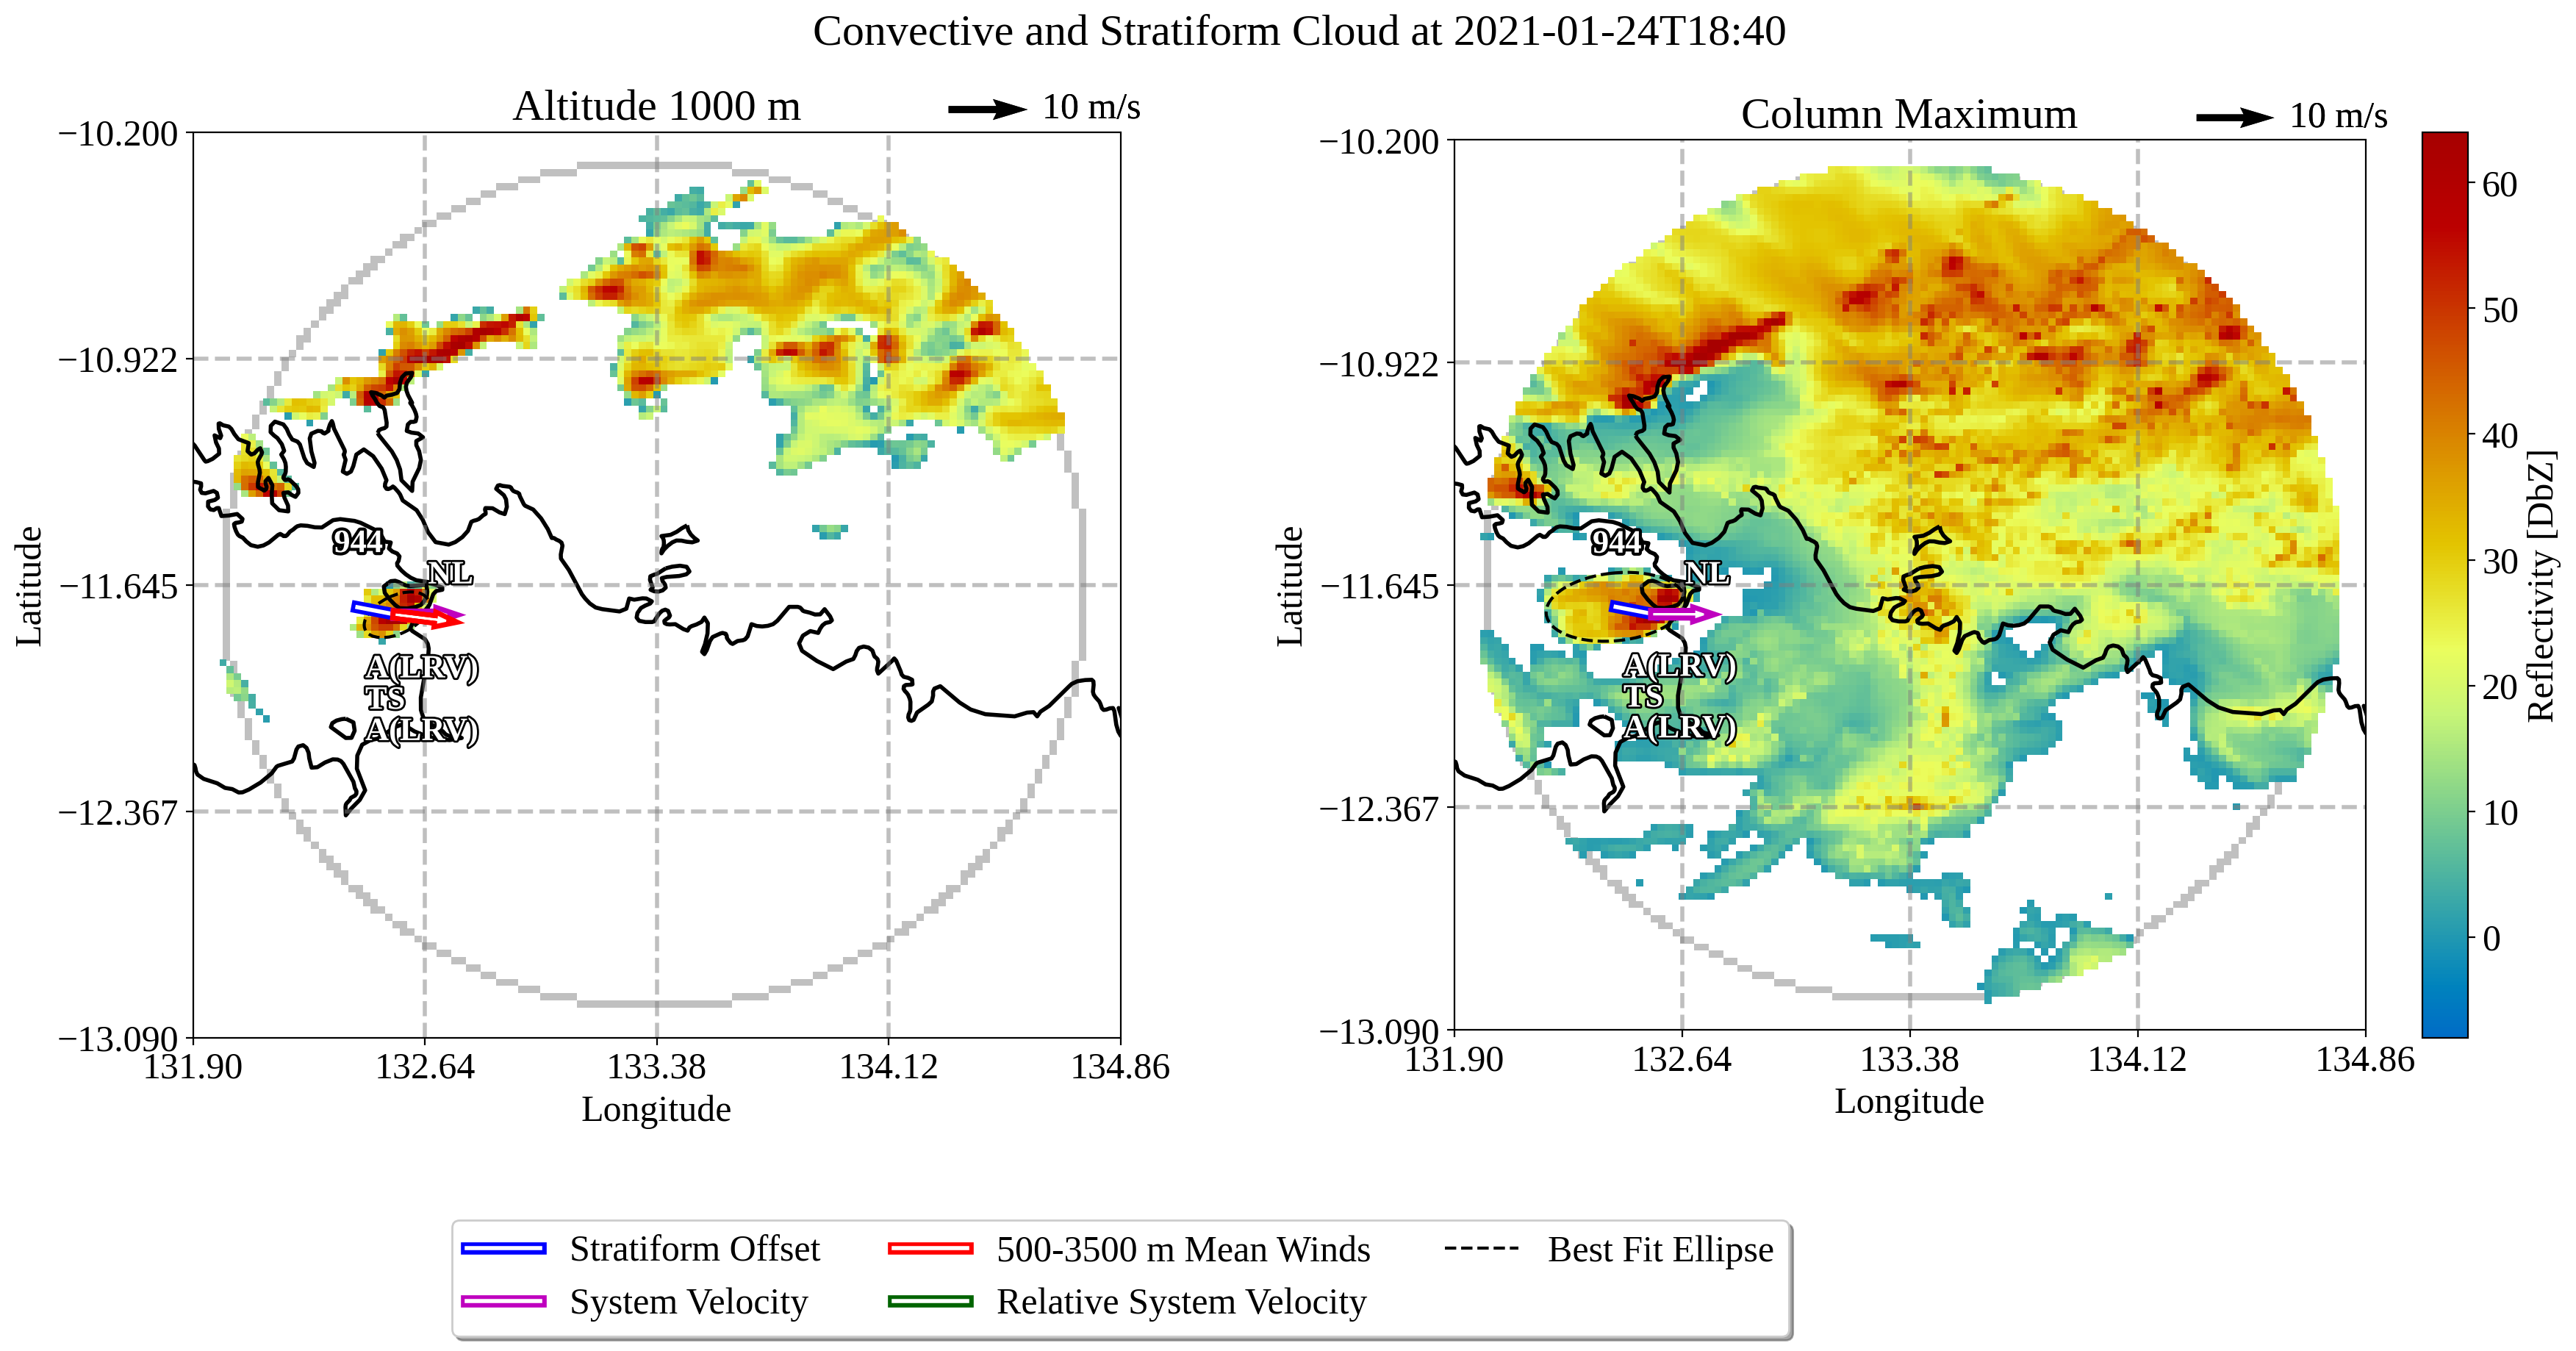 Convective and Stratiform Cloud at 2021-01-24T18:40
Altitude 1000 m
10 m/s
−10.200
−10.922
−11.645
−12.367
−13.090
Latitude
131.90
132.64
133.38
134.12
134.86
Longitude
944
NL
A(LRV)
TS
A(LRV)
Column Maximum
10 m/s
−10.200
−10.922
−11.645
−12.367
−13.090
Latitude
131.90
132.64
133.38
134.12
134.86
Longitude
944
NL
A(LRV)
TS
A(LRV)
60
50
40
30
20
10
0
Reflectivity [DbZ]
Stratiform Offset
System Velocity
500-3500 m Mean Winds
Relative System Velocity
Best Fit Ellipse